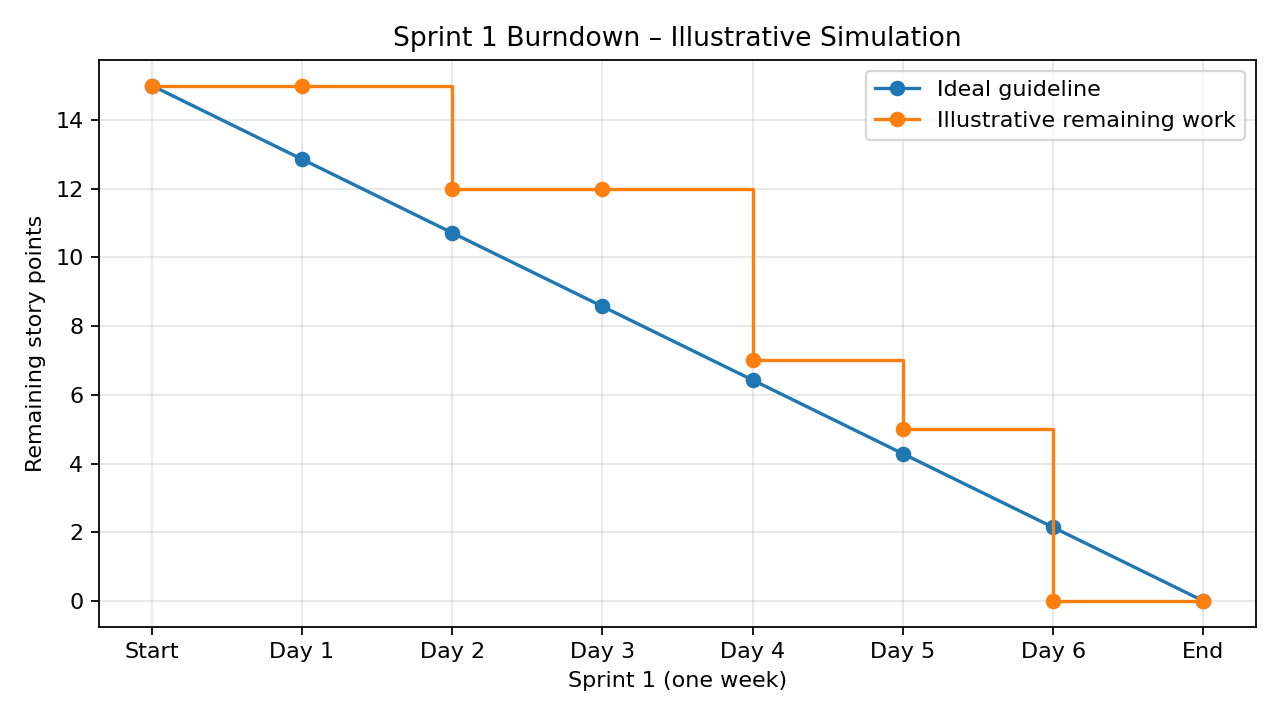 Sprint 1 Burndown – Illustrative Simulation
Ideal guideline
Illustrative remaining work
Remaining story points
14
12
10
8
6
4
2
0
Start Day 1 Day 2 Day 3 Day 4 Day 5 Day 6 End
Sprint 1 (one week)